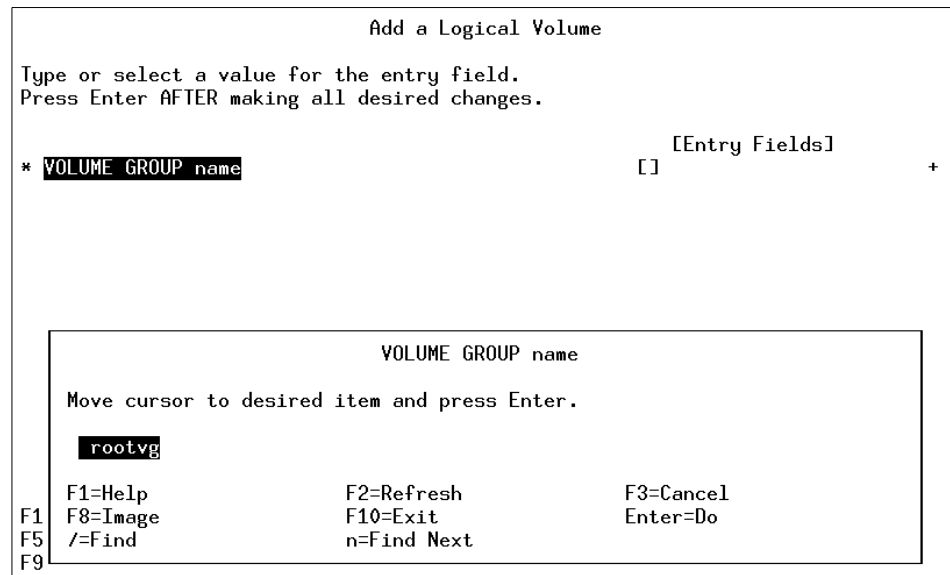 Add a Logical Volume
Type or select a value for the entry field.
Press Enter AFTER making all desired changes.
[Entry Fields]
* VOLUME GROUP name [] +
VOLUME GROUP name
Move cursor to desired item and press Enter.
rootvg
F1=Help F2=Refresh F3=Cancel
F1 F8=Image F10=Exit Enter=Do
F5 /=Find n=Find Next
F9